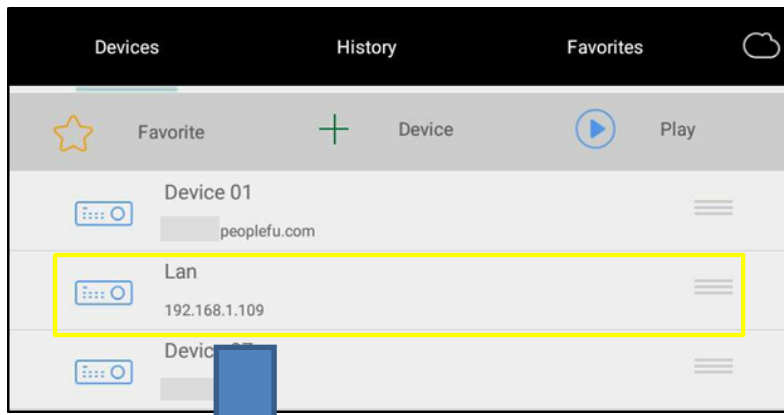 Devices History Favorites
Favorite Device Play
Device 01
peoplefu.com
Lan
192.168.1.109